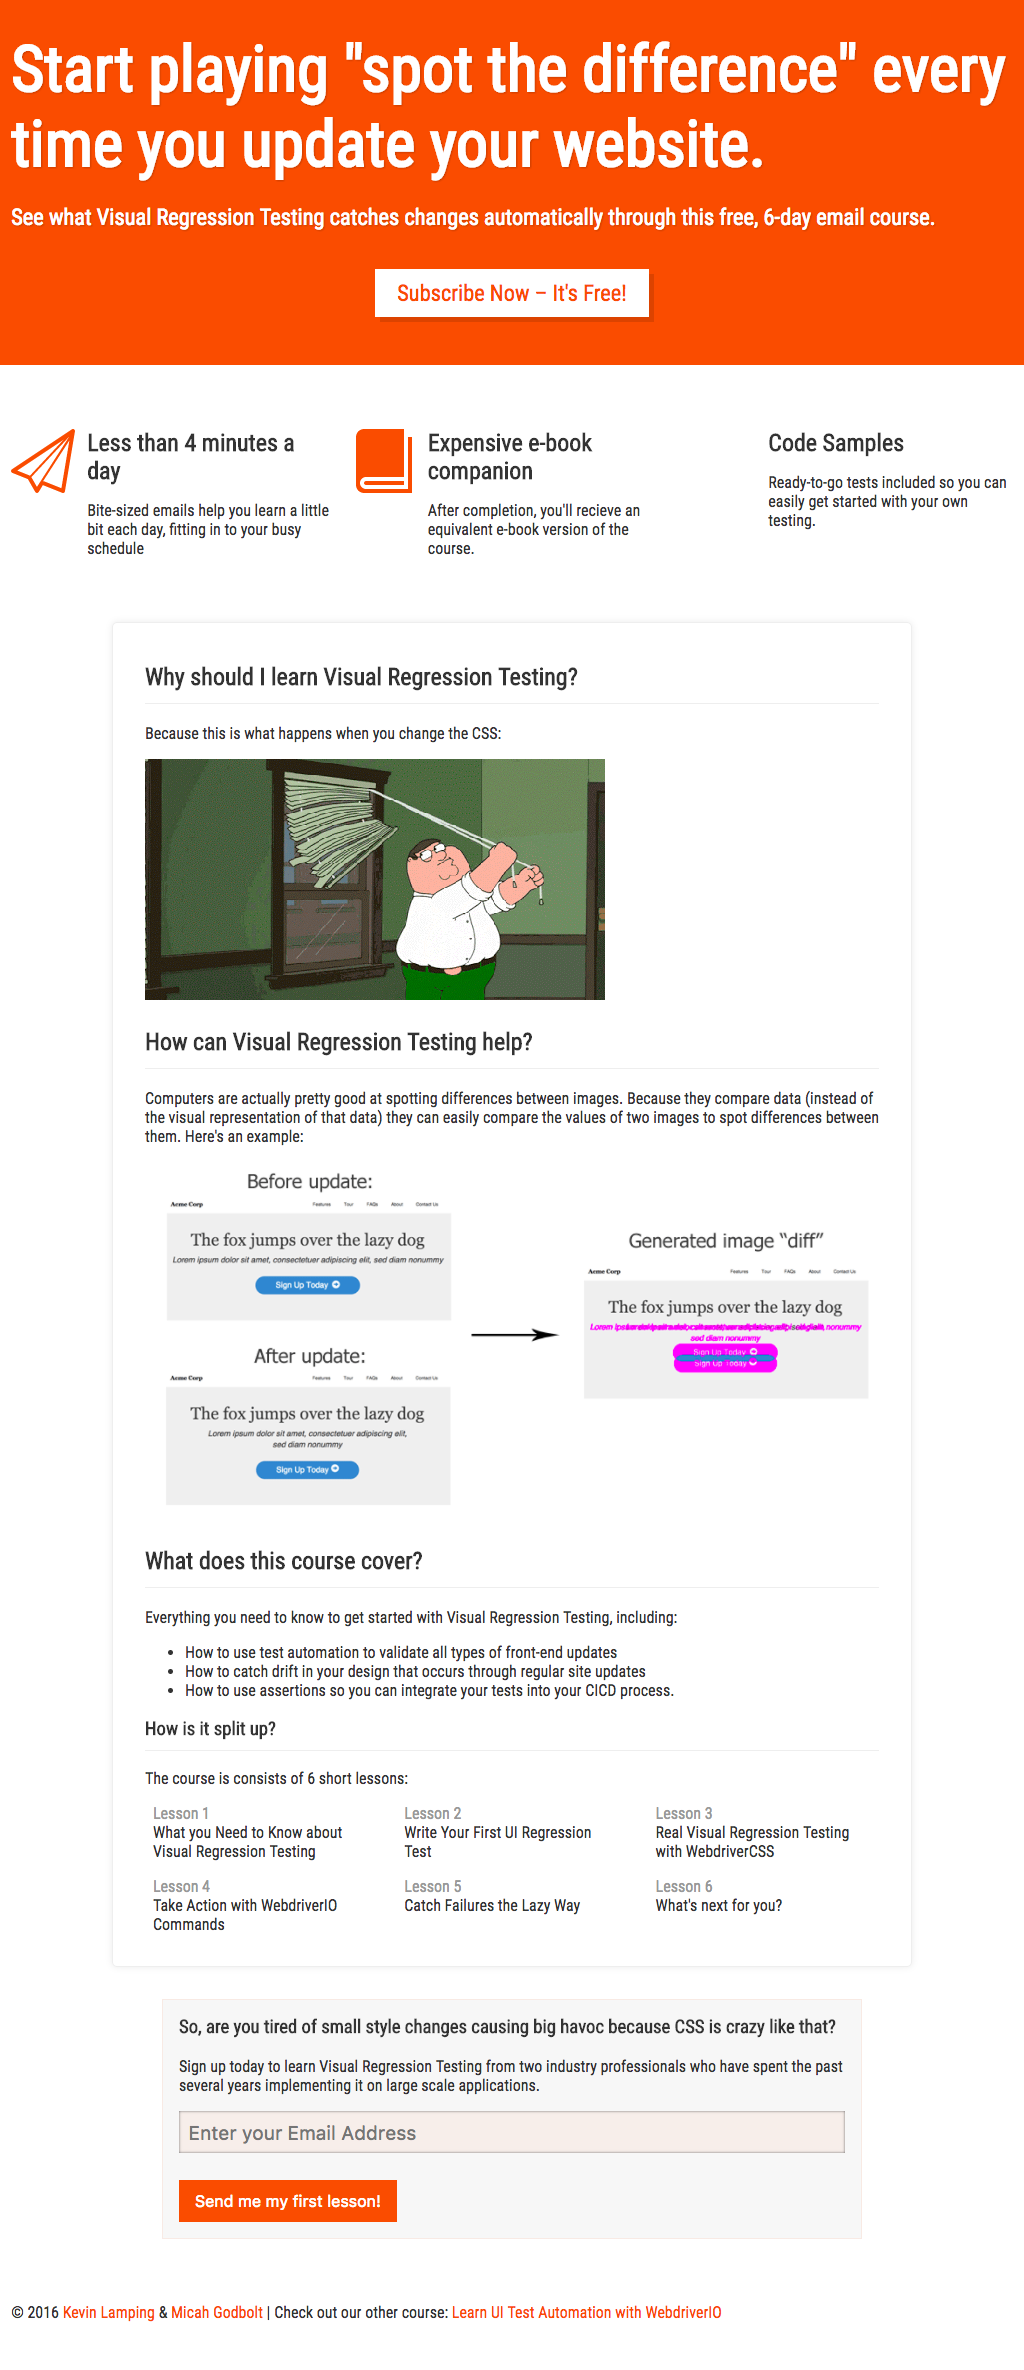 Start playing "spot the difference" every
time you update your website.
See what Visual Regression Testing catches changes automatically through this free, 6-day email course.
Subscribe Now – It's Free!
Less than 4 minutes a
day
Bite-sized emails help you learn a little
bit each day, fitting in to your busy
schedule
Expensive e-book
companion
After completion, you'll recieve an
equivalent e-book version of the
course.
Code Samples
Ready-to-go tests included so you can
easily get started with your own
testing.
Why should I learn Visual Regression Testing?
Because this is what happens when you change the CSS:
How can Visual Regression Testing help?
Computers are actually pretty good at spotting differences between images. Because they compare data (instead of
the visual representation of that data) they can easily compare the values of two images to spot differences between
them. Here's an example:
Before update:
Acme Corp Features Tour FAQs About Contact Us
The fox jumps over the lazy dog
Lorem ipsum dolor sit amet, consectetuer adipiscing elit, sed diam nonummy
Sign Up Today
After update:
Acme Corp Features Tour FAQs About Contact Us
The fox jumps over the lazy dog
Lorem ipsum dolor sit amet, consectetuer adipiscing elit,
sed diam nonummy
Sign Up Today
Generated image “diff”
Acme Corp Features Tour FAQs About Contact Us
The fox jumps over the lazy dog
Lorem nonummy
sed diam nonummy
Sign Up Today
Sign Up Today
What does this course cover?
Everything you need to know to get started with Visual Regression Testing, including:
• How to use test automation to validate all types of front-end updates
• How to catch drift in your design that occurs through regular site updates
• How to use assertions so you can integrate your tests into your CICD process.
How is it split up?
The course is consists of 6 short lessons:
Lesson 1
What you Need to Know about
Visual Regression Testing
Lesson 2
Write Your First UI Regression
Test
Lesson 3
Real Visual Regression Testing
with WebdriverCSS
Lesson 4
Take Action with WebdriverIO
Commands
Lesson 5
Catch Failures the Lazy Way
Lesson 6
What's next for you?
So, are you tired of small style changes causing big havoc because CSS is crazy like that?
Sign up today to learn Visual Regression Testing from two industry professionals who have spent the past
several years implementing it on large scale applications.
Enter your Email Address
Send me my first lesson!
© 2016 Kevin Lamping & Micah Godbolt | Check out our other course: Learn UI Test Automation with WebdriverIO